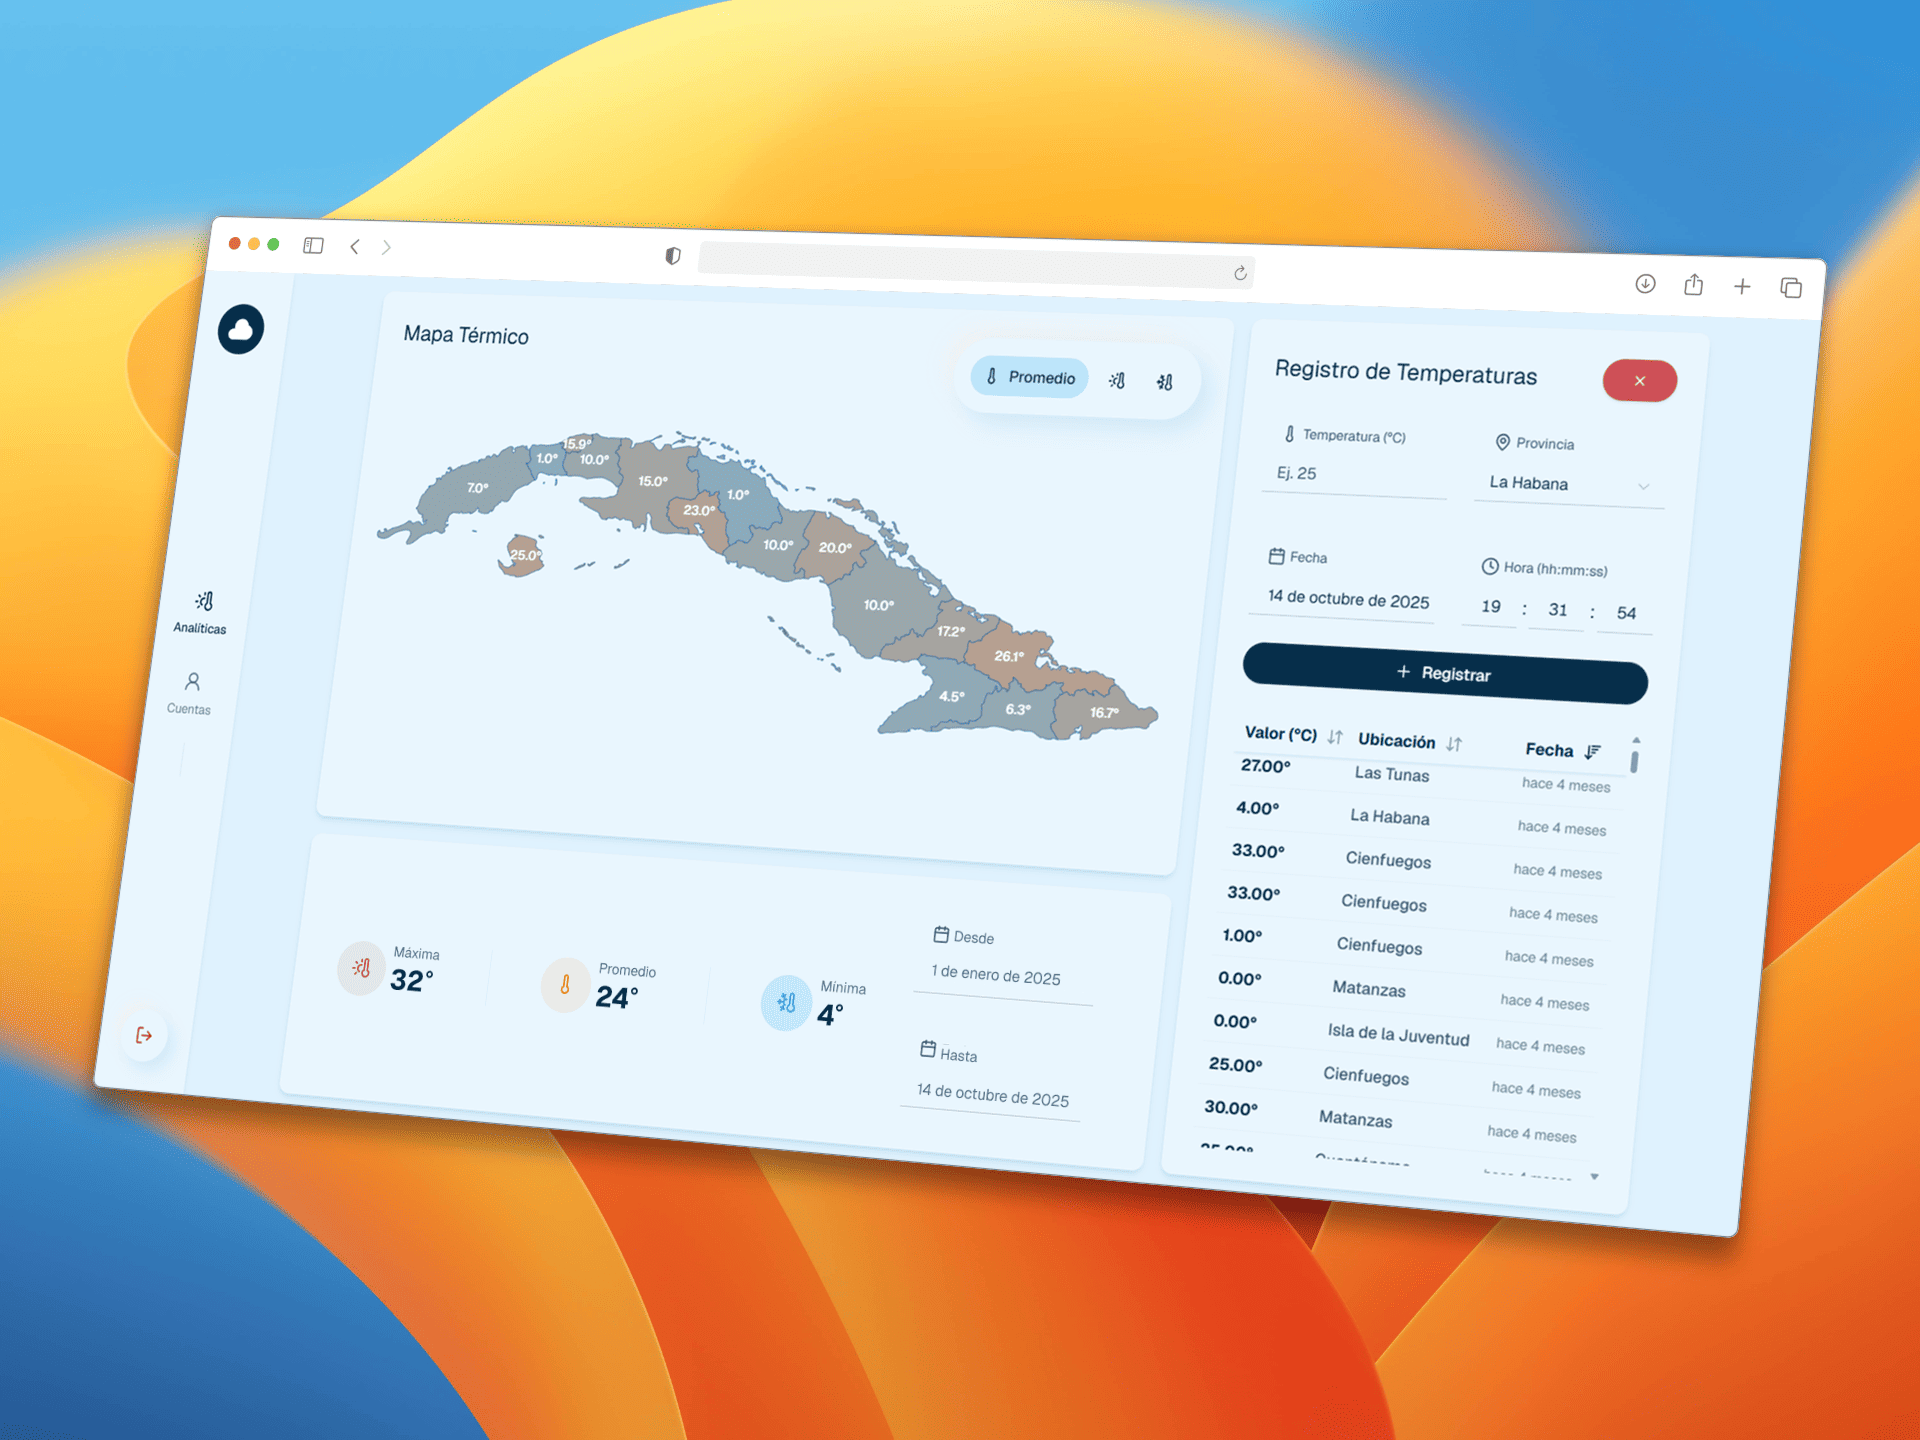 Analíticas
Cuentas
Mapa Térmico
Promedio
15.9°
1.0°
10.0°
7.0°
15.0°
1.0°
23.0°
25.0°
10.0°
20.0°
10.0°
17.2°
26.1°
4.5°
6.3°
16.7°
Máxima
32°
Promedio
24°
Mínima
4°
Desde
1 de enero de 2025
Hasta
14 de octubre de 2025
Registro de Temperaturas
Temperatura (°C)
Provincia
Ej. 25
La Habana
Fecha
Hora (hh:mm:ss)
14 de octubre de 2025
19 : 31 : 54
+ Registrar
Valor (°C) Ubicación Fecha
27.00° Las Tunas hace 4 meses
4.00° La Habana hace 4 meses
33.00° Cienfuegos hace 4 meses
33.00° Cienfuegos hace 4 meses
1.00° Cienfuegos hace 4 meses
0.00° Matanzas hace 4 meses
0.00° Isla de la Juventud hace 4 meses
25.00° Cienfuegos hace 4 meses
30.00° Matanzas hace 4 meses